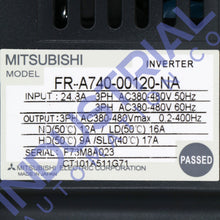 MITSUBISHI
INVERTER
MODEL
FR-A740-00120-NA
INPUT: 24.8A 3PH AC380-480V 50Hz
3PH AC380-480V 60Hz
OUTPUT:3PH AC380-480Vmax 0.2-400Hz
ND(50℃) 12A /LD(50℃) 16A
HD(50℃) 9A /SLD(40℃) 17A
SERIAL F73M8A023
CT101A511G71
MITSUBISHI ELECTRIC CORPORATION
PASSED
INDUSTRIAL